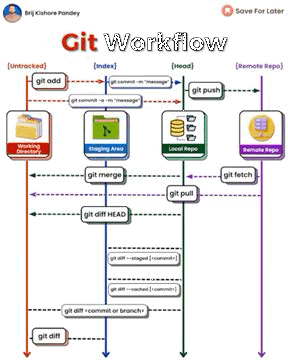 Brij Kishore Pandey
Save For Later
Git Workflow
{Untracked} {Index} {Head} {Remote Repo}
git add
git commit -m "message"
git push
git commit -a -m "message"
Working Directory
Staging Area
Local Repo
Remote Repo
git merge
git fetch
git pull
git diff HEAD
git diff --staged [<commit>]
git diff --cached [<commit>]
git diff <commit or branch>
git diff